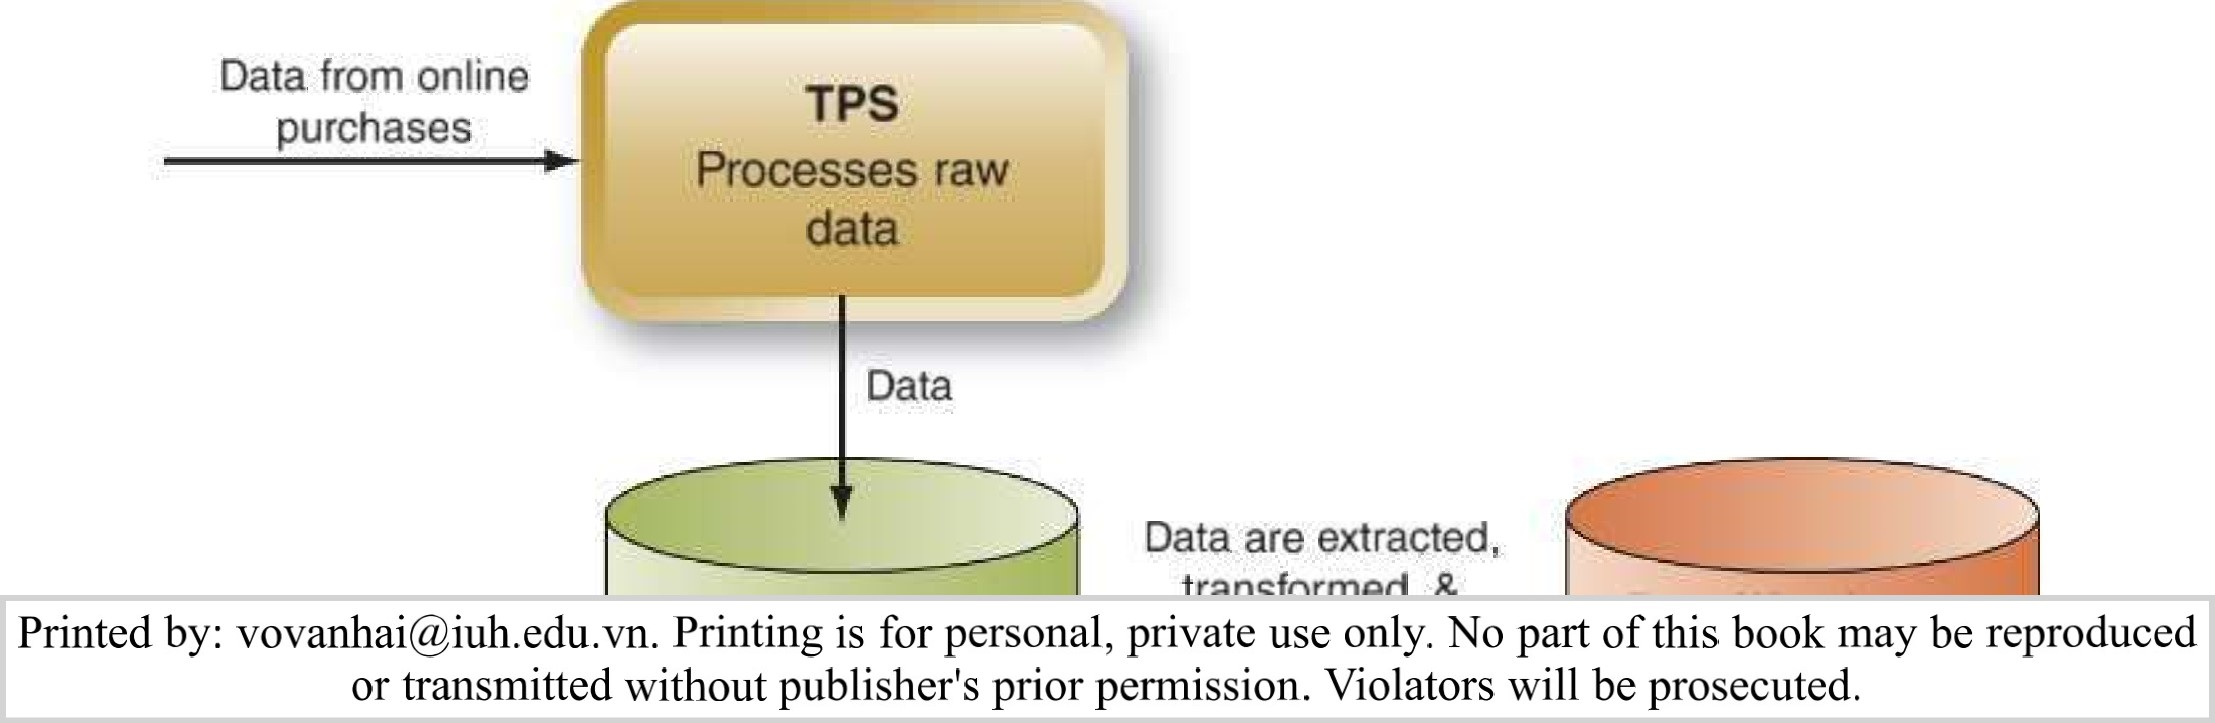 Data from online
purchases
TPS
Processes raw
data
Data
Data are extracted,
transformed, &
Printed by: vovanhai@iuh.edu.vn. Printing is for personal, private use only. No part of this book may be reproduced
or transmitted without publisher's prior permission. Violators will be prosecuted.